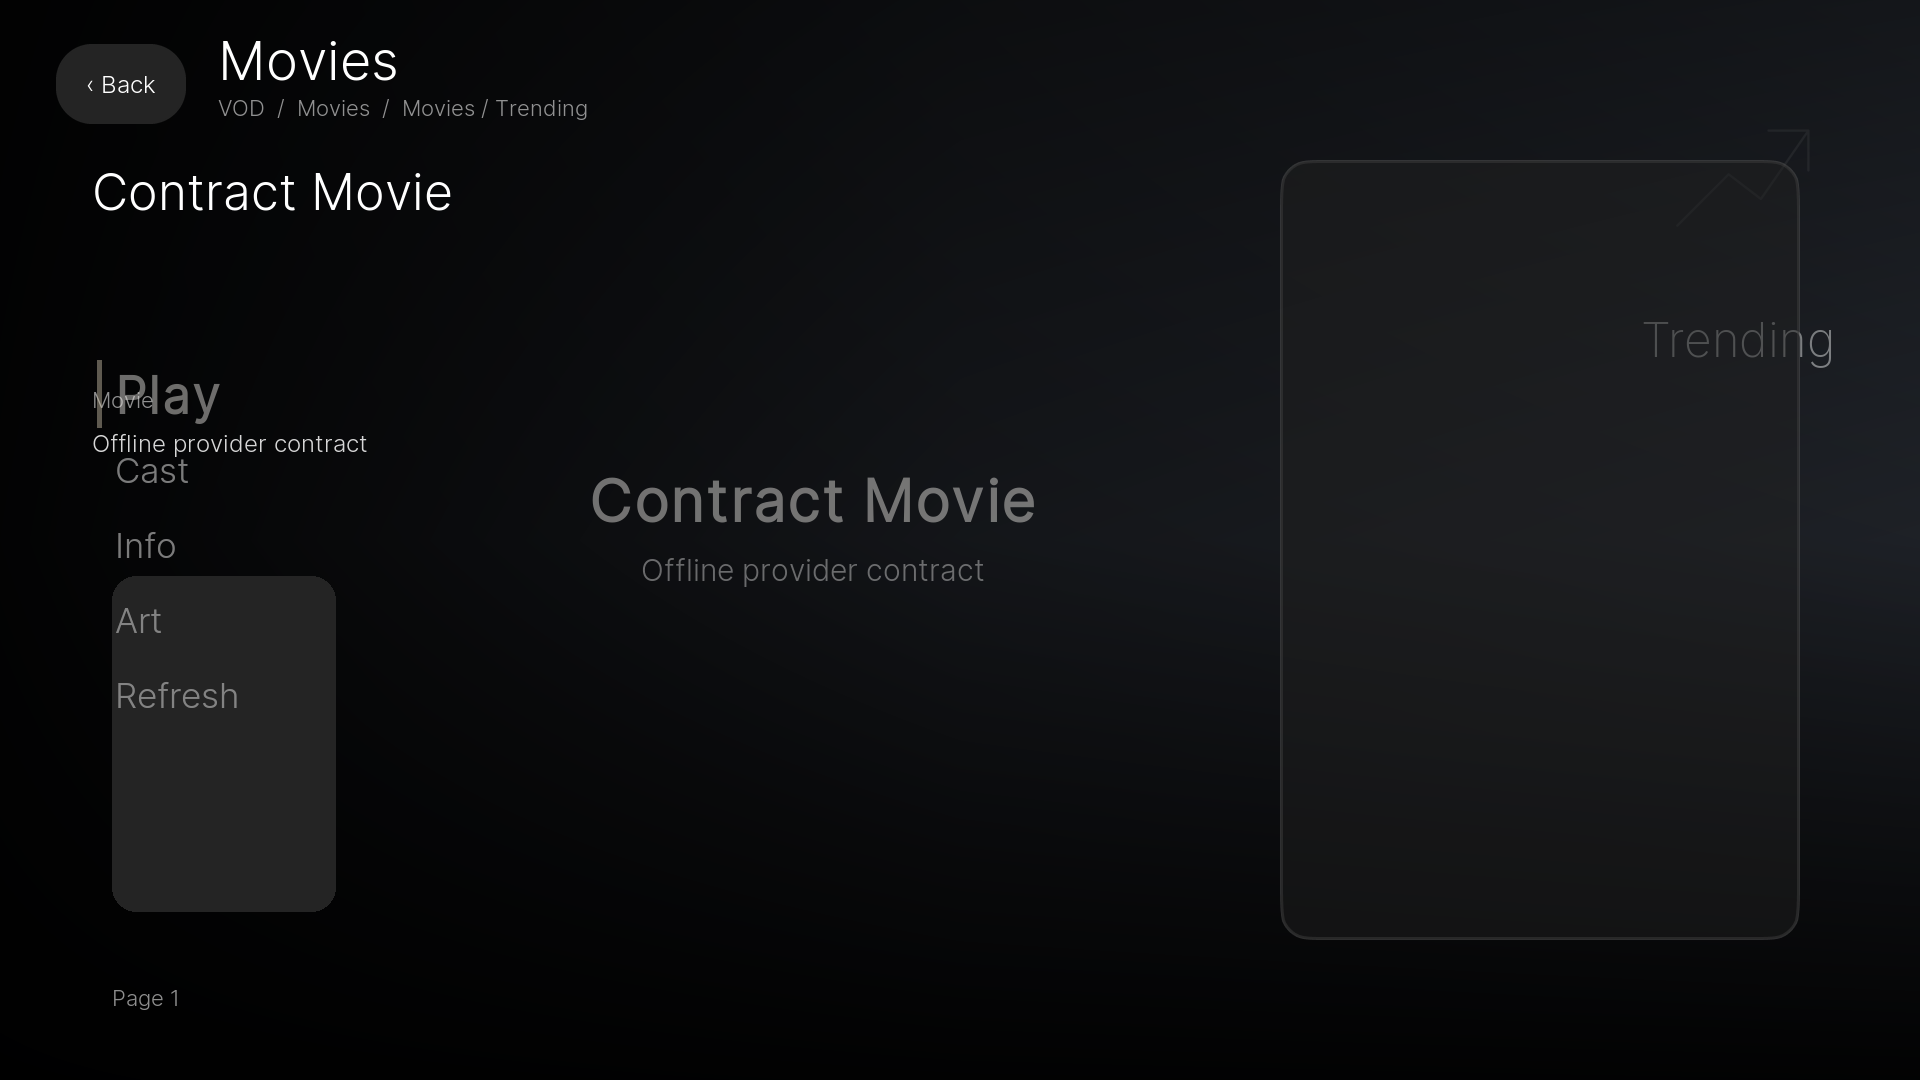 ‹ Back
Movies
VOD / Movies / Movies / Trending
Contract Movie
Trending
Play
Movie
Offline provider contract
Cast
Contract Movie
Info
Offline provider contract
Art
Refresh
Page 1